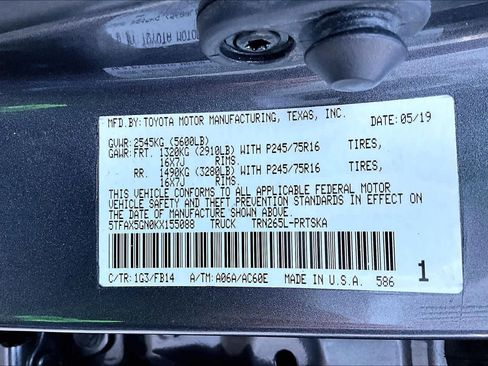 MFD.BY:TOYOTA MOTOR MANUFACTURING, TEXAS, INC. DATE:05/19
GVWR:2545KG (5600LB)
GAWR:FRT. 1320KG (2910LB) WITH P245/75R16 TIRES,
16X7J RIMS.
RR. 1490KG (3280LB) WITH P245/75R16 TIRES,
16X7J RIMS.
THIS VEHICLE CONFORMS TO ALL APPLICABLE FEDERAL MOTOR
VEHICLE SAFETY AND THEFT PREVENTION STANDARDS IN EFFECT ON
THE DATE OF MANUFACTURE SHOWN ABOVE.
5TFAX5GN0KX155088 TRUCK TRN265L-PRTSKA
C/TR:1G3/FB14 A/TM:A06A/AC60E MADE IN U.S.A. 586 1